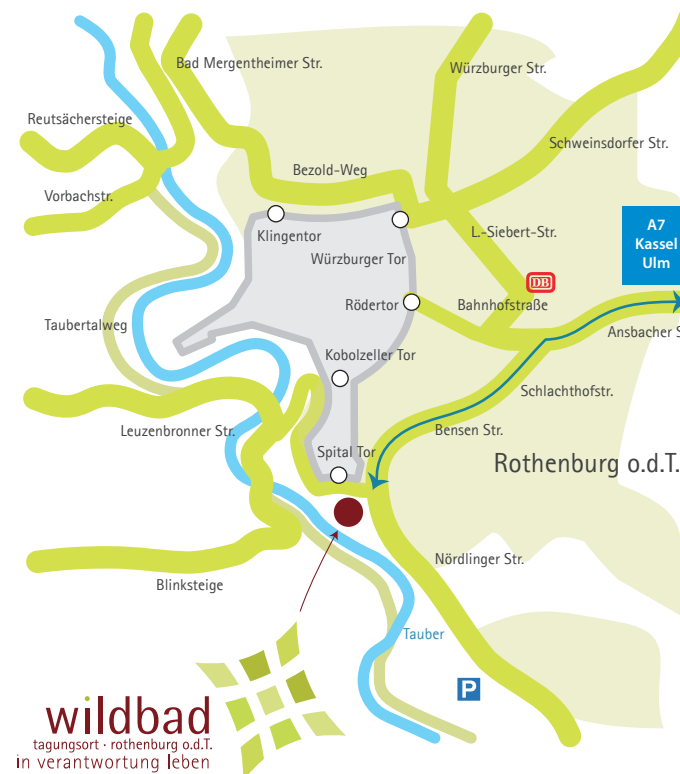 Bad Mergentheimer Str.
Würzburger Str.
Reutsächersteige
Schweinsdorfer Str.
Bezold-Weg
Vorbachstr.
Klingentor
L.-Siebert-Str.
A7
Kassel
Ulm
Würzburger Tor
DB
Rödertor
Bahnhofstraße
Taubertalweg
Ansbacher S
Kobolzeller Tor
Schlachthofstr.
Leuzenbronner Str.
Bensen Str.
Spital Tor
Rothenburg o.d.T.
Nördlinger Str.
Blinksteige
Tauber
P
wildbad
tagungsort · rothenburg o.d.T.
in verantwortung leben